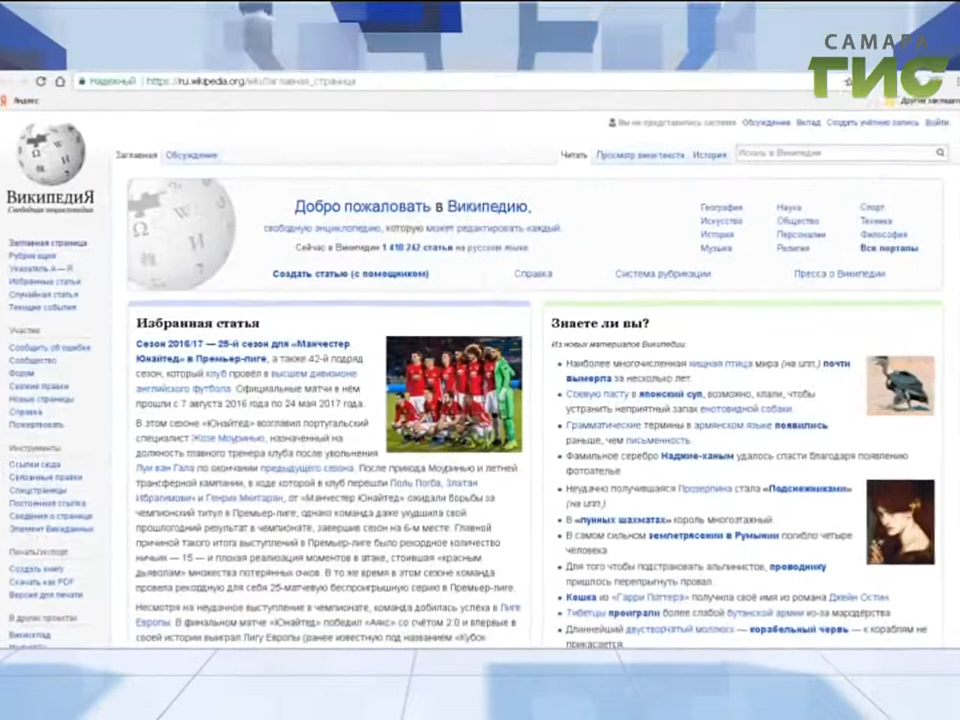 САМАРА
ГИС
Надежный https://ru.wikipedia.org/wiki/Заглавная_страница
Яндекс
Другие закладки
Вы не представились системе Обсуждение Вклад Создать учётную запись Войти
Заглавная Обсуждение
Читать Просмотр вики-текста История Искать в Википедии
ВИКИПЕДИЯ
Свободная энциклопедия
Заглавная страница
Рубрикация
Указатель А — Я
Избранные статьи
Случайная статья
Текущие события
Участие
Сообщить об ошибке
Сообщество
Форум
Свежие правки
Новые страницы
Справка
Пожертвовать
Инструменты
Ссылки сюда
Связанные правки
Спецстраницы
Постоянная ссылка
Сведения о странице
Элемент Викиданных
Печать/экспорт
Создать книгу
Скачать как PDF
Версия для печати
В других проектах
Викисклад
Добро пожаловать в Википедию,
свободную энциклопедию, которую может редактировать каждый.
Сейчас в Википедии 1 410 242 статьи на русском языке.
География Наука Спорт
Искусство Общество Техника
История Персоналии Философия
Музыка Религия Все порталы
Создать статью (с помощником) Справка Система рубрикации Пресса о Википедии
Избранная статья
Сезон 2016/17 — 25-й сезон для «Манчестер
Юнайтед» в Премьер-лиге, а также 42-й подряд
сезон, который клуб провёл в высшем дивизионе
английского футбола. Официальные матчи в нём
прошли с 7 августа 2016 года по 24 мая 2017 года.
В этом сезоне «Юнайтед» возглавил португальский
специалист Жозе Моуринью, назначенный на
должность главного тренера клуба после увольнения
Луи ван Гала по окончании предыдущего сезона. После прихода Моуринью и летней
трансферной кампании, в ходе которой в клуб перешли Поль Погба, Златан
Ибрагимович и Генрих Мхитарян, от «Манчестер Юнайтед» ожидали борьбы за
чемпионский титул в Премьер-лиге, однако команда даже ухудшила свой
прошлогодний результат в чемпионате, завершив сезон на 6-м месте. Главной
причиной такого итога выступлений в Премьер-лиге было рекордное количество
ничьих — 15 — и плохая реализация моментов в атаке, стоившая «красным
дьяволам» множества потерянных очков. В то же время в этом сезоне команда
провела рекордную для себя 25-матчевую беспроигрышную серию в Премьер-лиге.
Несмотря на неудачное выступление в чемпионате, команда добилась успеха в Лиге
Европы. В финальном матче «Юнайтед» победил «Аякс» со счётом 2:0 и впервые в
своей истории выиграл Лигу Европы (ранее известную под названием «Кубок
Знаете ли вы?
Из новых материалов Википедии:
Наиболее многочисленная хищная птица мира (на илл.) почти
вымерла за несколько лет.
Соевую пасту в японский суп, возможно, клали, чтобы
устранить неприятный запах енотовидной собаки.
Грамматические термины в армянском языке появились
раньше, чем письменность.
Фамильное серебро Наджие-ханым удалось спасти благодаря появлению
фотоателье.
Неудачно получившаяся Прозерпина стала «Подснежниками»
(на илл.)
В «лунных шахматах» король многоэтажный.
В самом сильном землетрясении в Румынии погибло четыре
человека.
Для того чтобы подстраховать альпинистов, проводнику
пришлось перепрыгнуть провал.
Кошка из «Гарри Поттера» получила своё имя из романа Джейн Остин.
Тибетцы проиграли более слабой бутанской армии из-за мародёрства.
Длиннейший двустворчатый моллюск — корабельный червь — к кораблям не
прикасается.